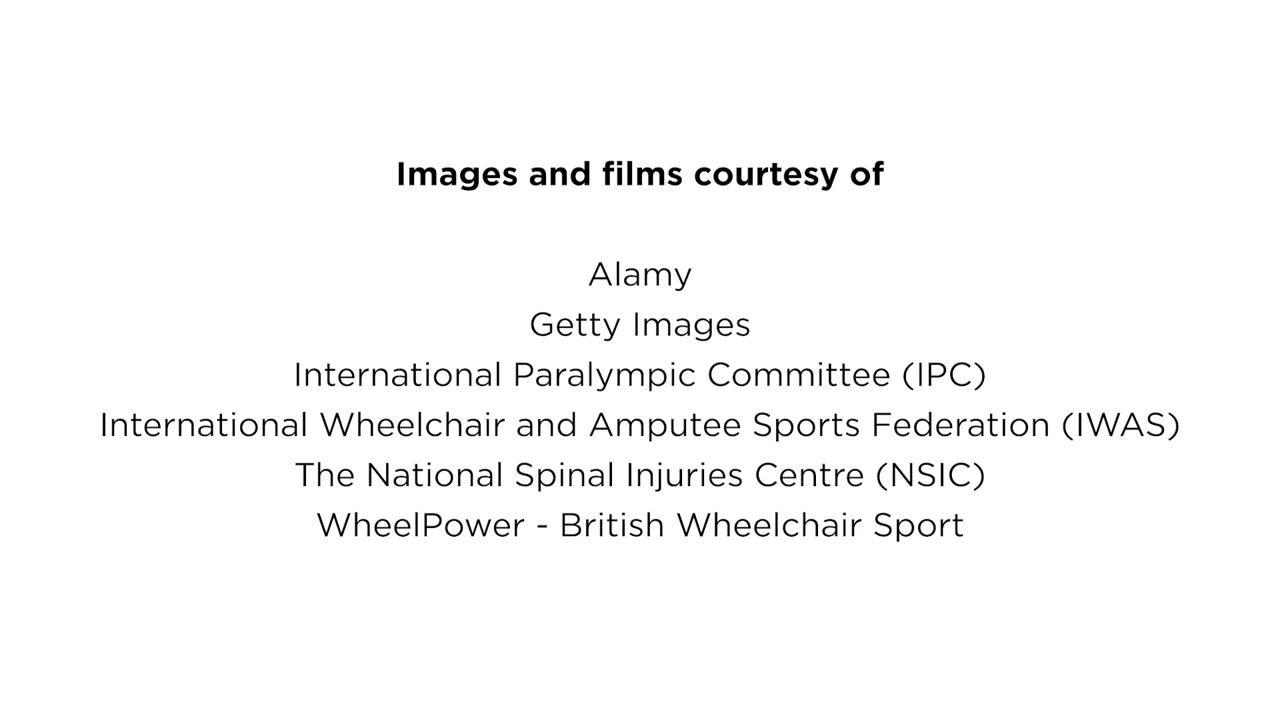 Images and films courtesy of
Alamy
Getty Images
International Paralympic Committee (IPC)
International Wheelchair and Amputee Sports Federation (IWAS)
The National Spinal Injuries Centre (NSIC)
WheelPower - British Wheelchair Sport